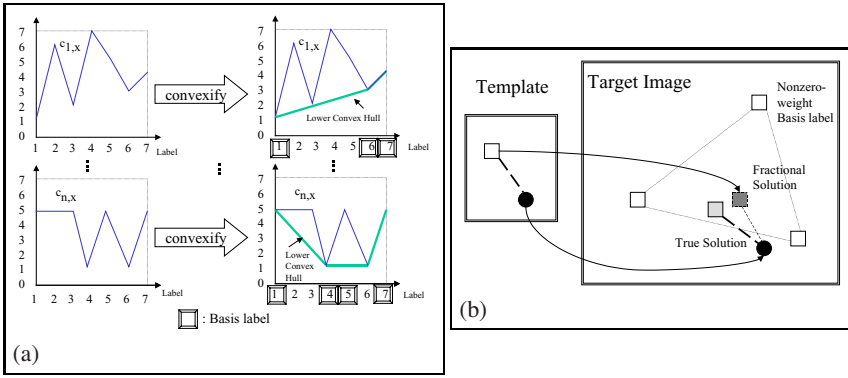 7
6
5
4
3
2
1
0
c1,x
1 2 3 4 5 6 7
Label
convexify
7
6
5
4
3
2
1
0
c1,x
Lower Convex Hull
1 2 3 4 5 6 7
Label
7
6
5
4
3
2
1
0
cn,x
1 2 3 4 5 6 7
Label
convexify
7
6
5
4
3
2
1
0
cn,x
Lower
Convex
Hull
1 2 3 4 5 6 7
Label
: Basis label
(a)
Template
Target Image
Nonzero-
weight
Basis label
Fractional
Solution
True Solution
(b)